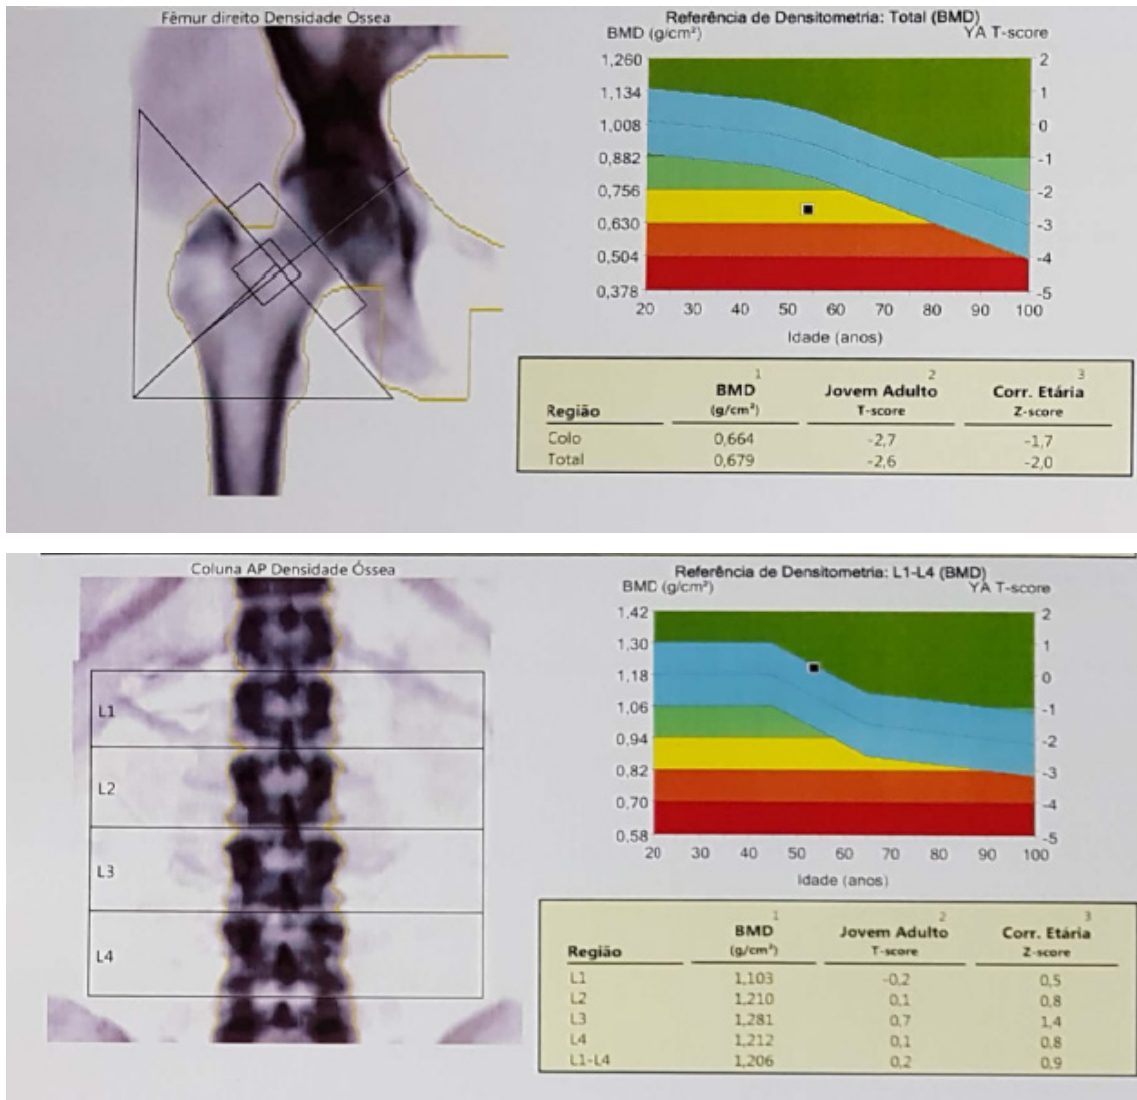 Fêmur direito Densidade Óssea
Referência de Densitometria: Total (BMD)
BMD (g/cm²) YA T-score
1,260 2
1,134 1
1,008 0
0,882 -1
0,756 -2
0,630 -3
0,504 -4
0,378 -5
20 30 40 50 60 70 80 90 100
Idade (anos)
1 2 3
BMD Jovem Adulto Corr. Etária
Região (g/cm²) T-score Z-score
Colo 0,664 -2,7 -1,7
Total 0,679 -2,6 -2,0
Coluna AP Densidade Óssea
Referência de Densitometria: L1-L4 (BMD)
BMD (g/cm²) YA T-score
1,42 2
1,30 1
1,18 0
1,06 -1
0,94 -2
0,82 -3
0,70 -4
0,58 -5
20 30 40 50 60 70 80 90 100
Idade (anos)
L1
L2
L3
L4
1 2 3
BMD Jovem Adulto Corr. Etária
Região (g/cm²) T-score Z-score
L1 1,103 -0,2 0,5
L2 1,210 0,1 0,8
L3 1,281 0,7 1,4
L4 1,212 0,1 0,8
L1-L4 1,206 0,2 0,9